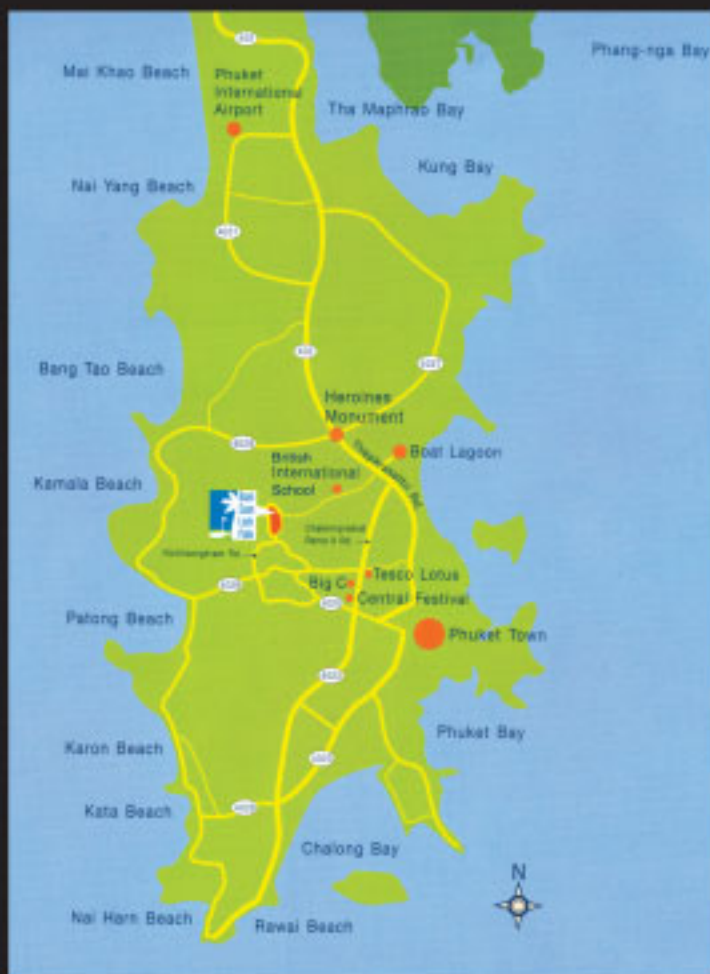 Phang-nga Bay
Mai Khao Beach
Phuket
International
Airport
Tha Maphrao Bay
Kung Bay
Nai Yang Beach
Bang Tao Beach
Heroines
Monument
Boat Lagoon
British
International
School
Kamala Beach
Tesco Lotus
Big C
Central Festival
Patong Beach
Phuket Town
Phuket Bay
Karon Beach
Kata Beach
Chalong Bay
N
Nai Harn Beach
Rawai Beach